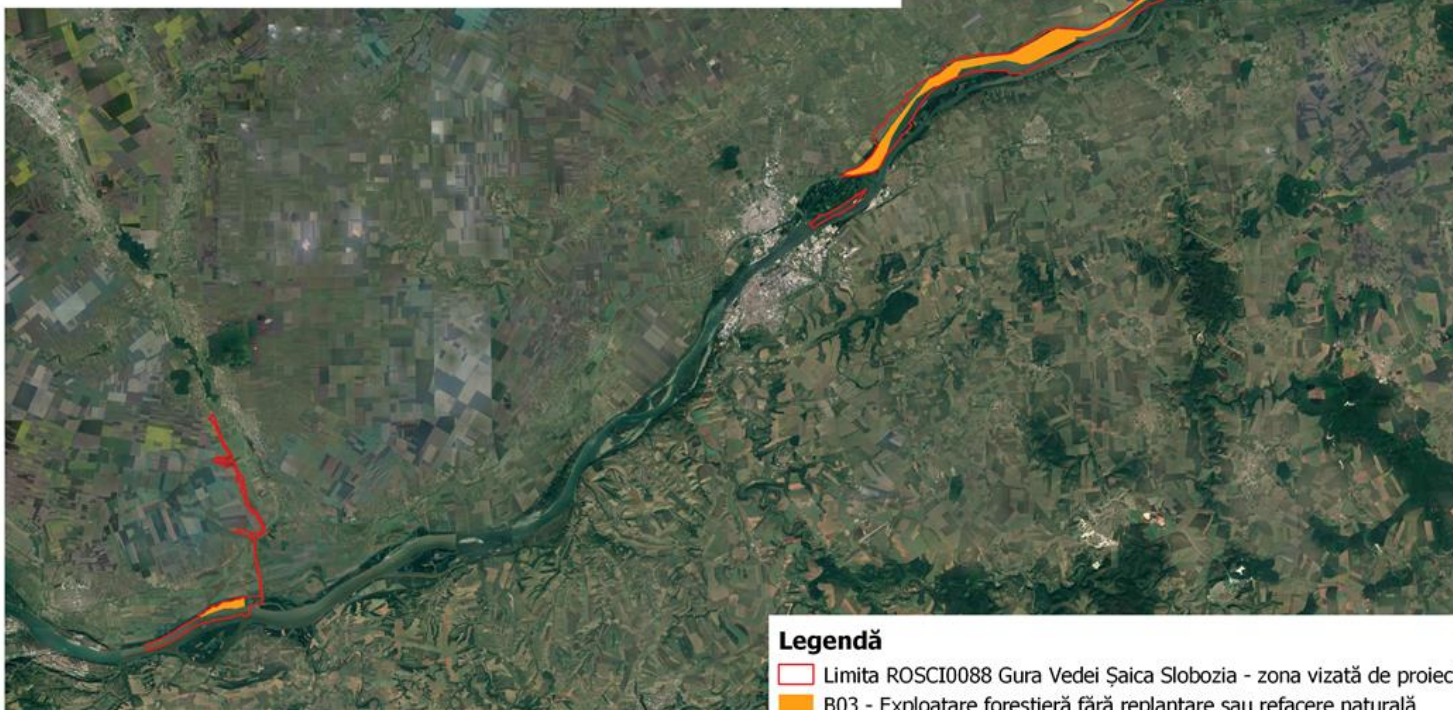 Legendă
Limita ROSCI0088 Gura Vedei Șaica Slobozia - zona vizată de proiec
B03 - Exploatare forestieră fără replantare sau refacere naturală